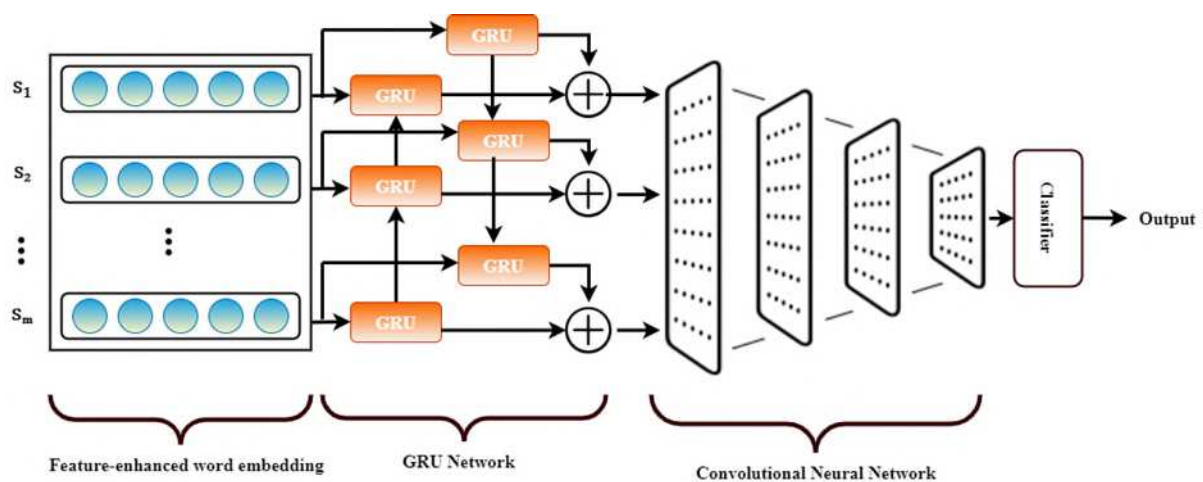 GRU
S1
GRU
GRU
S2
GRU
GRU
Sm
GRU
Classifier
Output
Feature-enhanced word embedding
GRU Network
Convolutional Neural Network